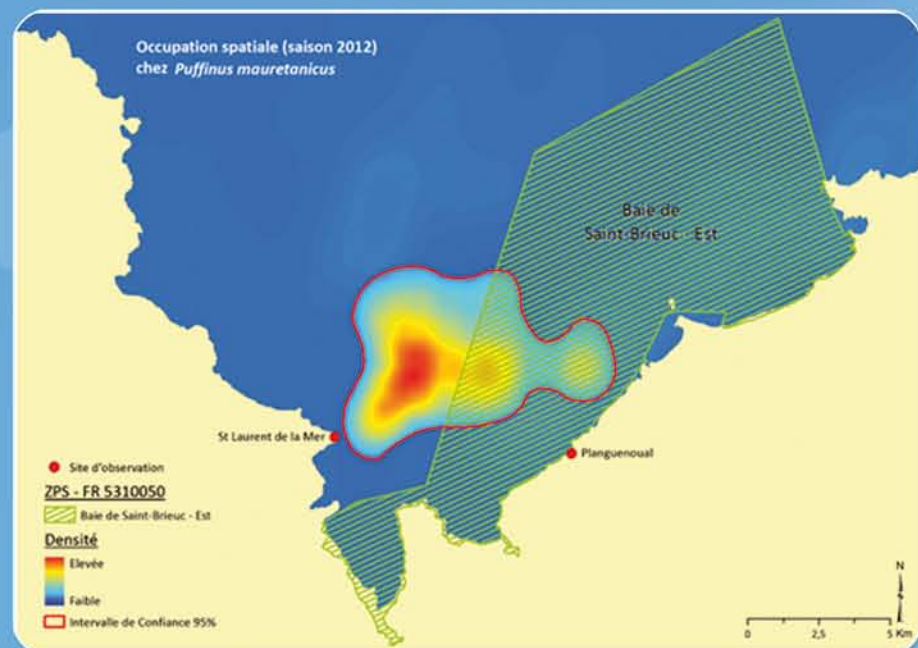 Occupation spatiale (saison 2012)
chez Puffinus mauretanicus
Baie de
Saint-Brieuc - Est
St Laurent de la Mer
Planguenoual
Site d'observation
ZPS - FR 5310050
Baie de Saint-Brieuc - Est
Densité
Elevée
Faible
Intervalle de Confiance 95%
N
0 2,5 5
Km